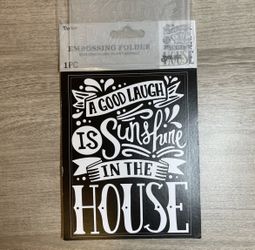 EMBOSSING FOLDER
1PC
A GOOD LAUGH
IS Sunshine
IN THE
HOUSE